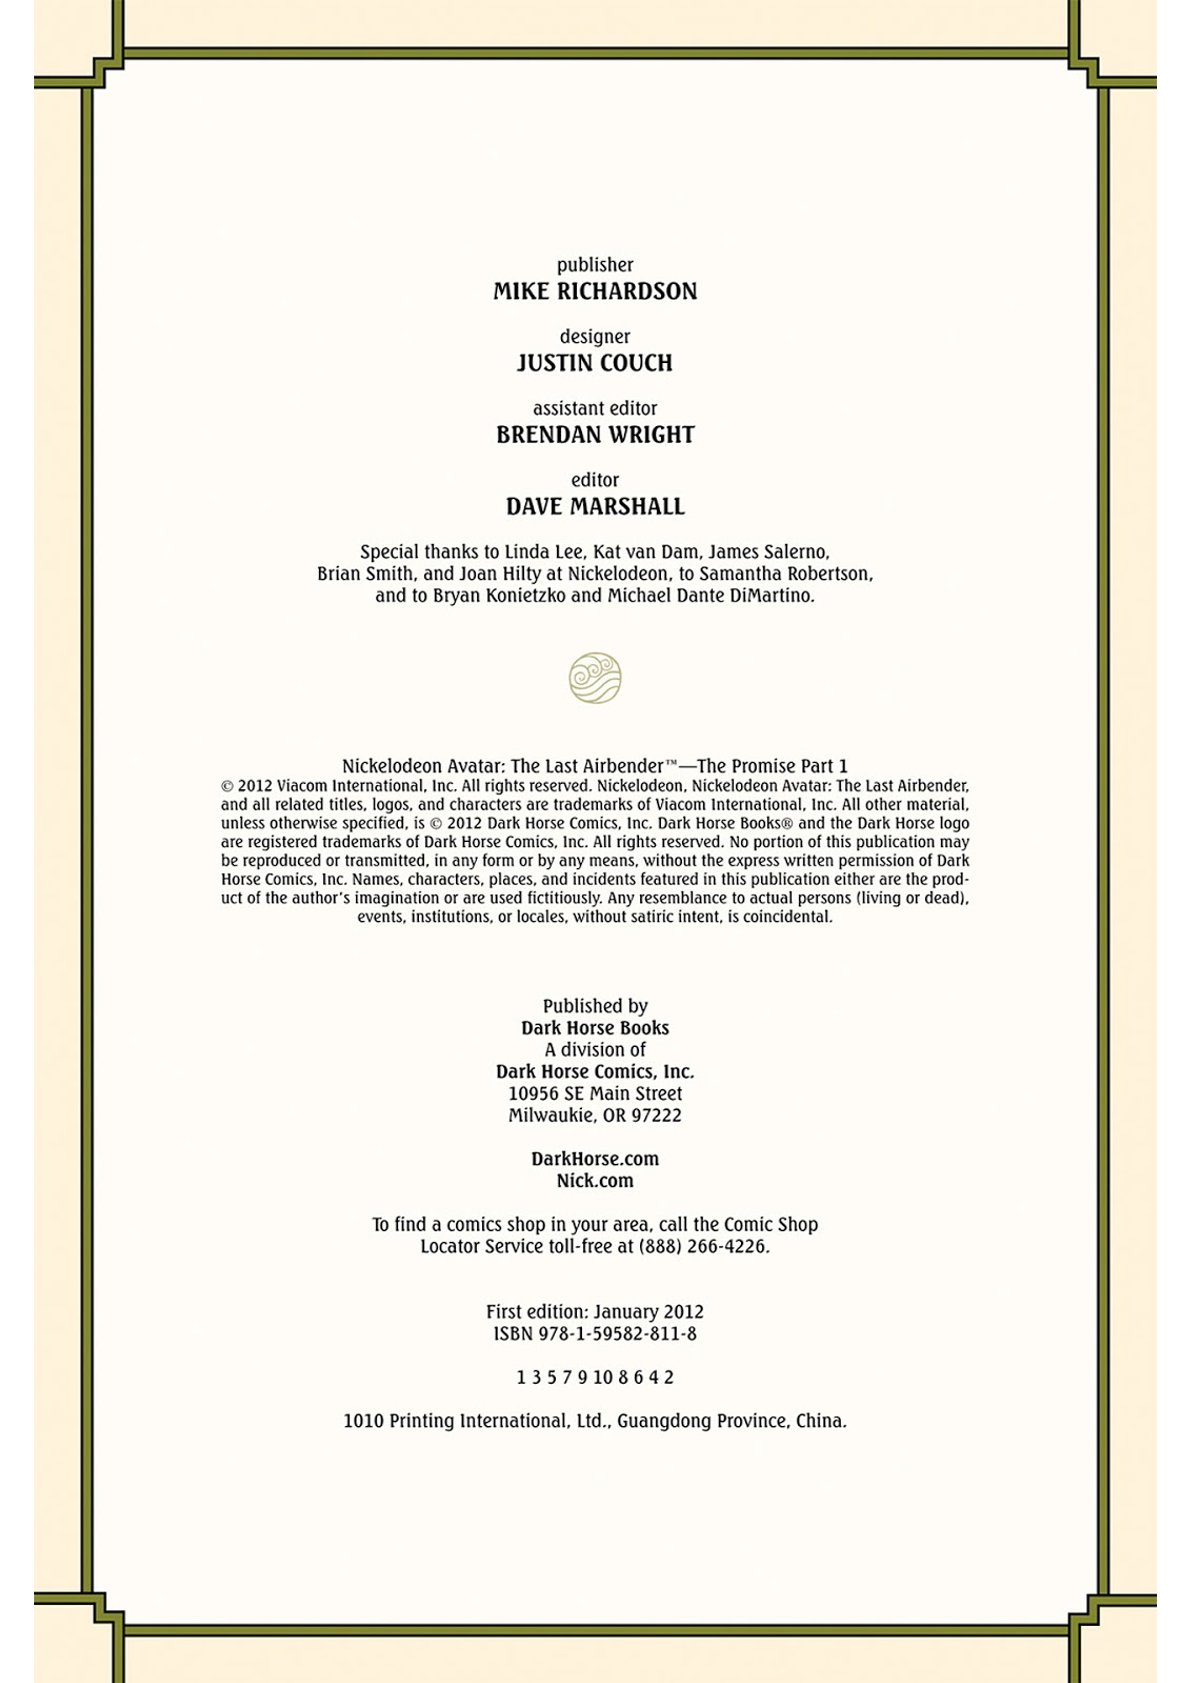 publisher
MIKE RICHARDSON
designer
JUSTIN COUCH
assistant editor
BRENDAN WRIGHT
editor
DAVE MARSHALL
Special thanks to Linda Lee, Kat van Dam, James Salerno,
Brian Smith, and Joan Hilty at Nickelodeon, to Samantha Robertson,
and to Bryan Konietzko and Michael Dante DiMartino.
Nickelodeon Avatar: The Last Airbender™—The Promise Part 1
© 2012 Viacom International, Inc. All rights reserved. Nickelodeon, Nickelodeon Avatar: The Last Airbender,
and all related titles, logos, and characters are trademarks of Viacom International, Inc. All other material,
unless otherwise specified, is © 2012 Dark Horse Comics, Inc. Dark Horse Books® and the Dark Horse logo
are registered trademarks of Dark Horse Comics, Inc. All rights reserved. No portion of this publication may
be reproduced or transmitted, in any form or by any means, without the express written permission of Dark
Horse Comics, Inc. Names, characters, places, and incidents featured in this publication either are the prod-
uct of the author's imagination or are used fictitiously. Any resemblance to actual persons (living or dead),
events, institutions, or locales, without satiric intent, is coincidental.
Published by
Dark Horse Books
A division of
Dark Horse Comics, Inc.
10956 SE Main Street
Milwaukie, OR 97222
DarkHorse.com
Nick.com
To find a comics shop in your area, call the Comic Shop
Locator Service toll-free at (888) 266-4226.
First edition: January 2012
ISBN 978-1-59582-811-8
1 3 5 7 9 10 8 6 4 2
1010 Printing International, Ltd., Guangdong Province, China.